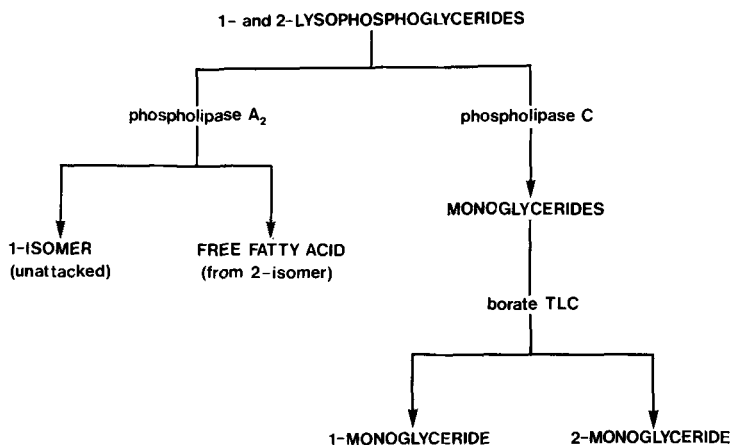 1- and 2-LYSOPHOSPHOGLYCERIDES
phospholipase A₂
phospholipase C
1-ISOMER
(unattacked)
FREE FATTY ACID
(from 2-isomer)
MONOGLYCERIDES
borate TLC
1-MONOGLYCERIDE
2-MONOGLYCERIDE